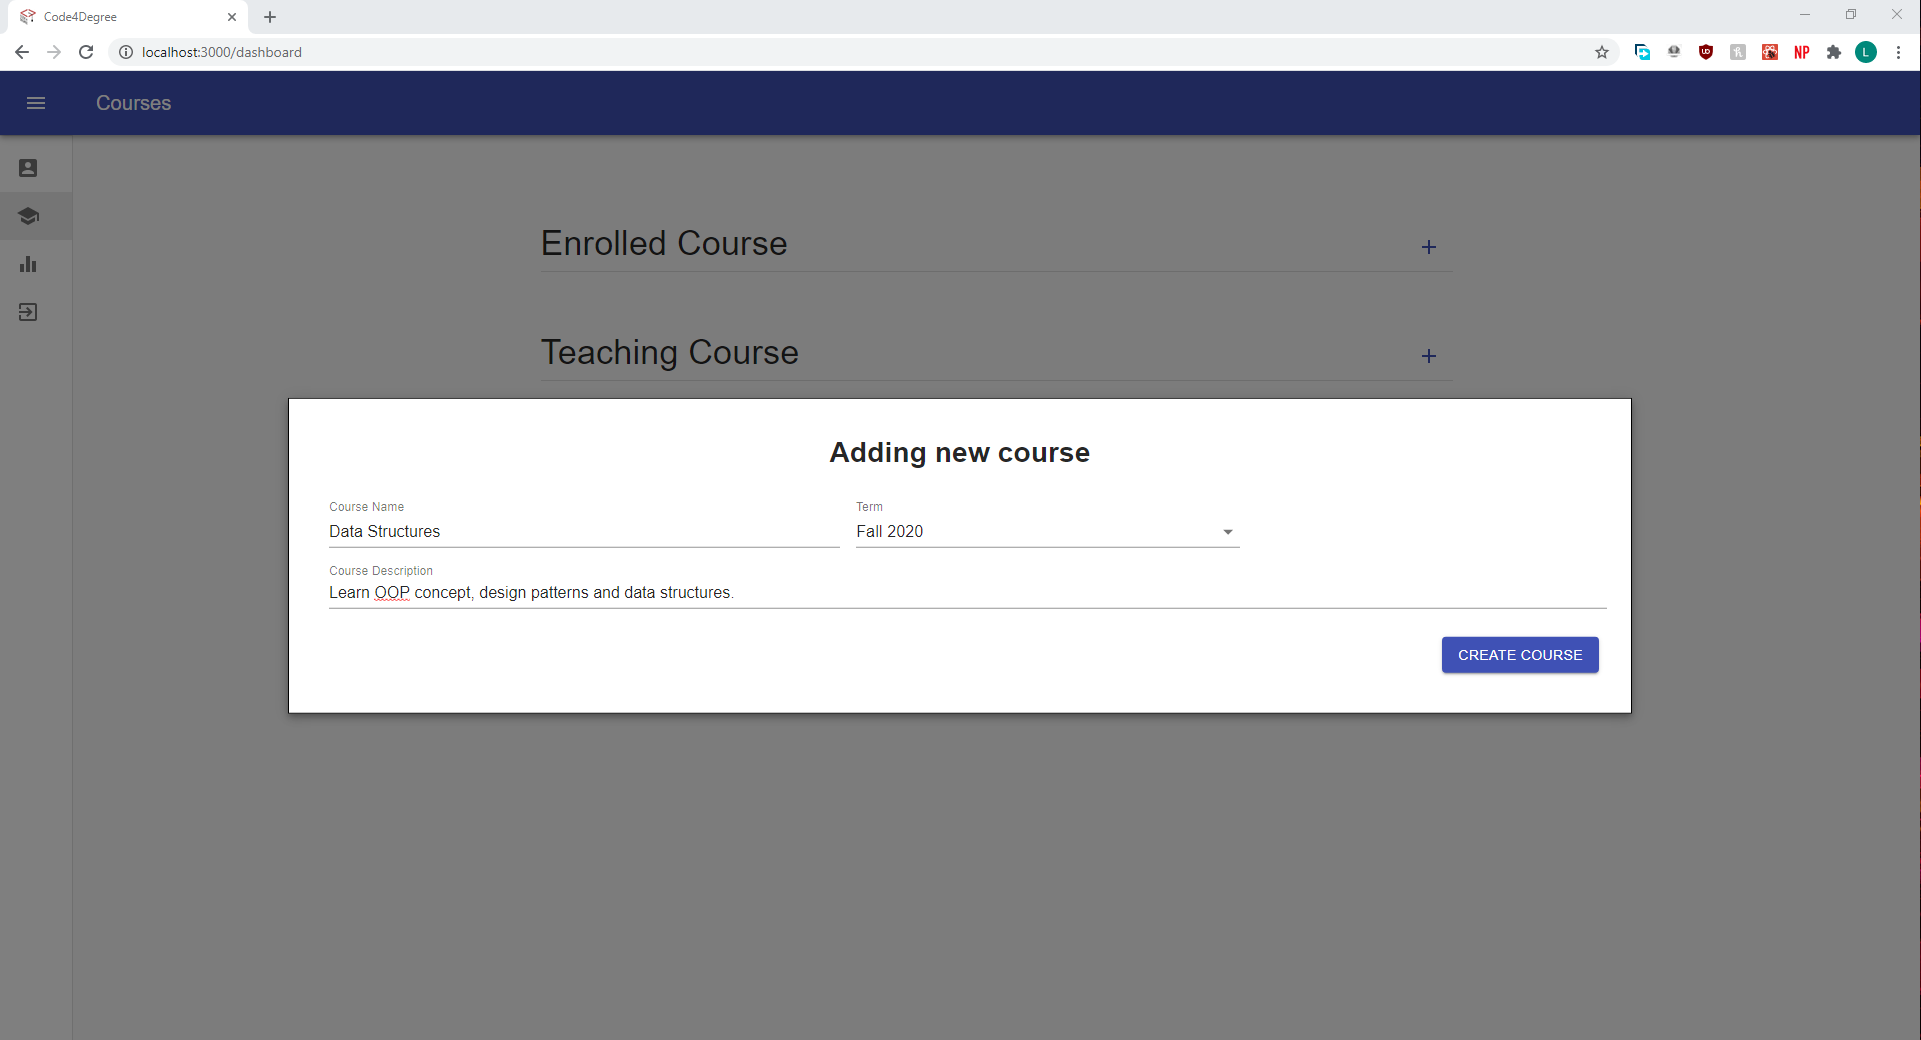 Code4Degree
localhost:3000/dashboard
NP
L
Courses
Enrolled Course
Teaching Course
Adding new course
Course Name
Term
Data Structures
Fall 2020
Course Description
Learn OOP concept, design patterns and data structures.
CREATE COURSE